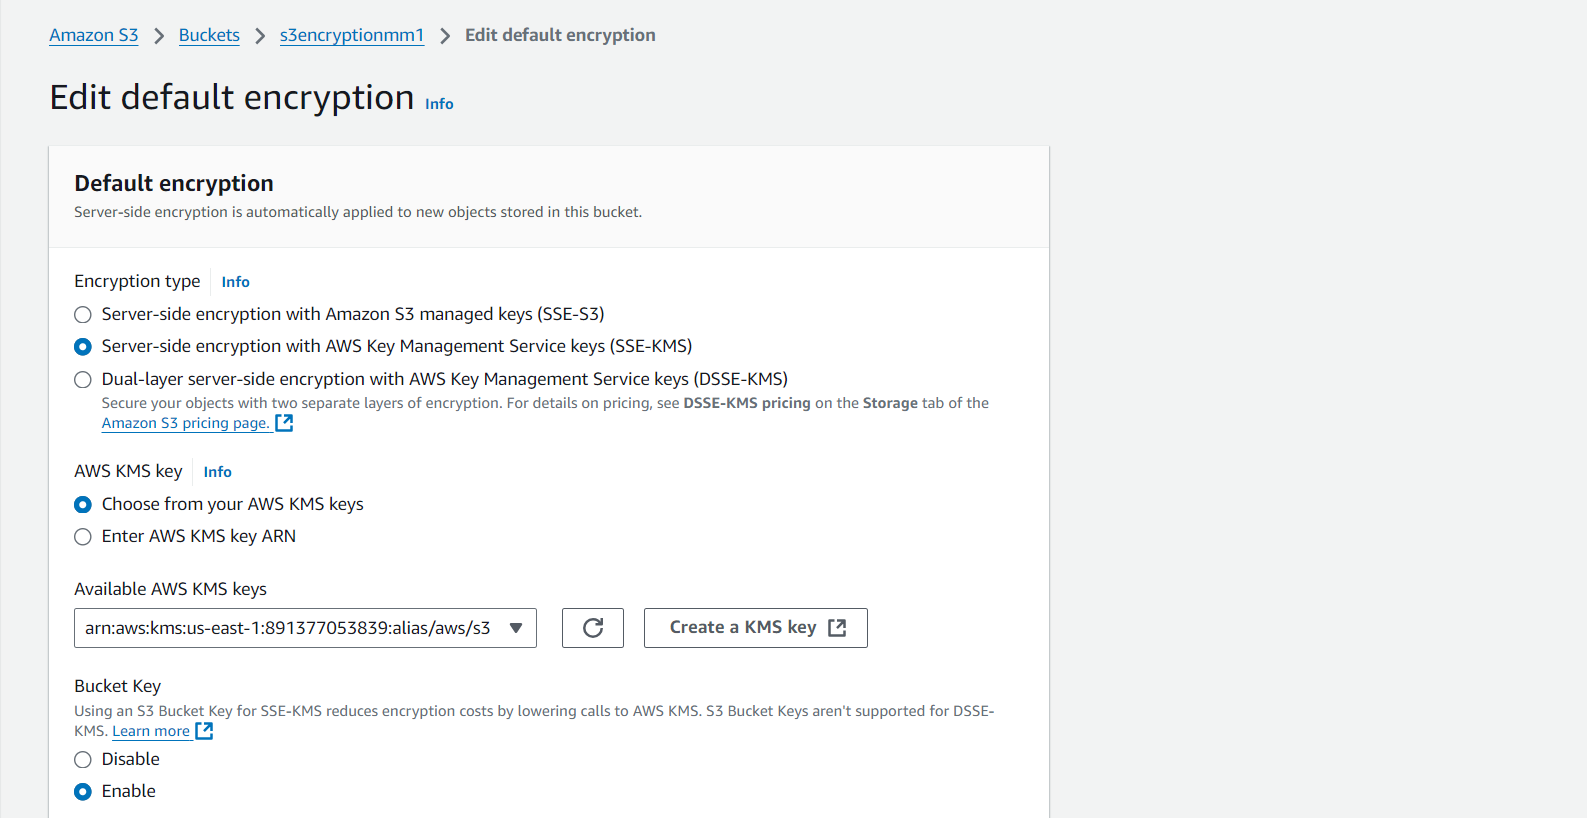 Amazon S3 > Buckets > s3encryptionmm1 > Edit default encryption
Edit default encryption Info
Default encryption
Server-side encryption is automatically applied to new objects stored in this bucket.
Encryption type Info
Server-side encryption with Amazon S3 managed keys (SSE-S3)
Server-side encryption with AWS Key Management Service keys (SSE-KMS)
Dual-layer server-side encryption with AWS Key Management Service keys (DSSE-KMS)
Secure your objects with two separate layers of encryption. For details on pricing, see DSSE-KMS pricing on the Storage tab of the
Amazon S3 pricing page.
AWS KMS key Info
Choose from your AWS KMS keys
Enter AWS KMS key ARN
Available AWS KMS keys
arn:aws:kms:us-east-1:891377053839:alias/aws/s3 Create a KMS key
Bucket Key
Using an S3 Bucket Key for SSE-KMS reduces encryption costs by lowering calls to AWS KMS. S3 Bucket Keys aren't supported for DSSE-
KMS. Learn more
Disable
Enable